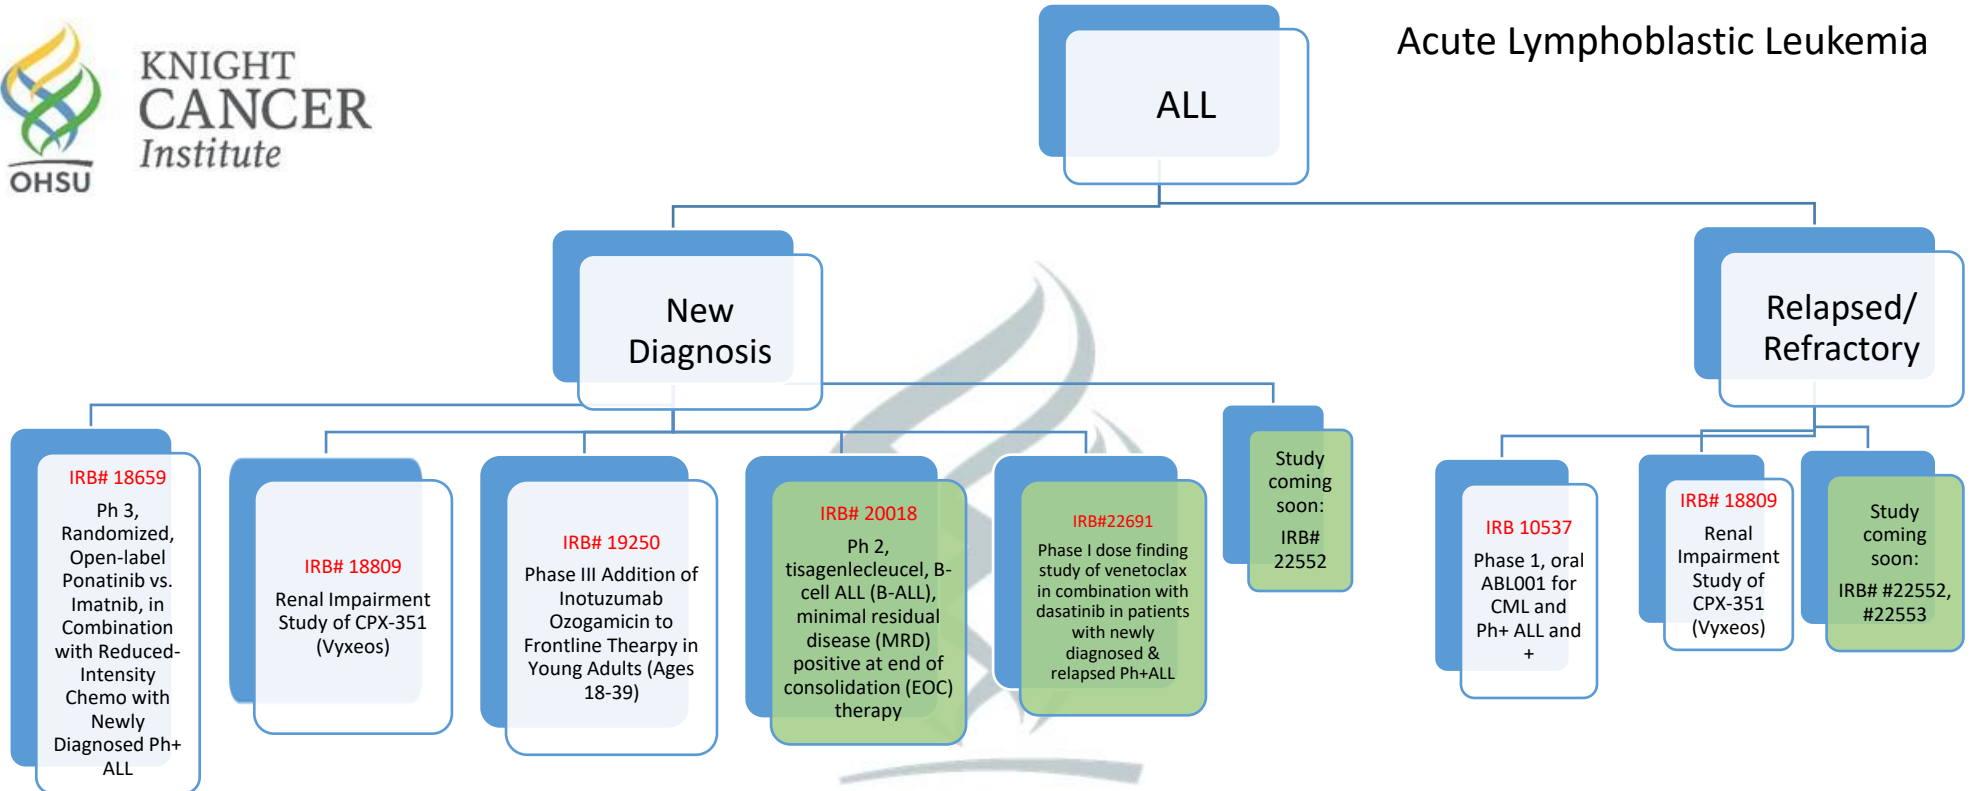 KNIGHT
CANCER
Institute
OHSU
Acute Lymphoblastic Leukemia
ALL
New
Diagnosis
Relapsed/
Refractory
IRB# 18659
Ph 3,
Randomized,
Open-label
Ponatinib vs.
Imatnib, in
Combination
with Reduced-
Intensity
Chemo with
Newly
Diagnosed Ph+
ALL
IRB# 18809
Renal Impairment
Study of CPX-351
(Vyxeos)
IRB# 19250
Phase III Addition of
Inotuzumab
Ozogamicin to
Frontline Thearpy in
Young Adults (Ages
18-39)
IRB# 20018
Ph 2,
tisagenlecleucel, B-
cell ALL (B-ALL),
minimal residual
disease (MRD)
positive at end of
consolidation (EOC)
therapy
IRB#22691
Phase I dose finding
study of venetoclax
in combination with
dasatinib in patients
with newly
diagnosed &
relapsed Ph+ALL
Study
coming
soon:
IRB#
22552
IRB 10537
Phase 1, oral
ABL001 for
CML and
Ph+ ALL and
+
IRB# 18809
Renal
Impairment
Study of
CPX-351
(Vyxeos)
Study
coming
soon:
IRB# #22552,
#22553